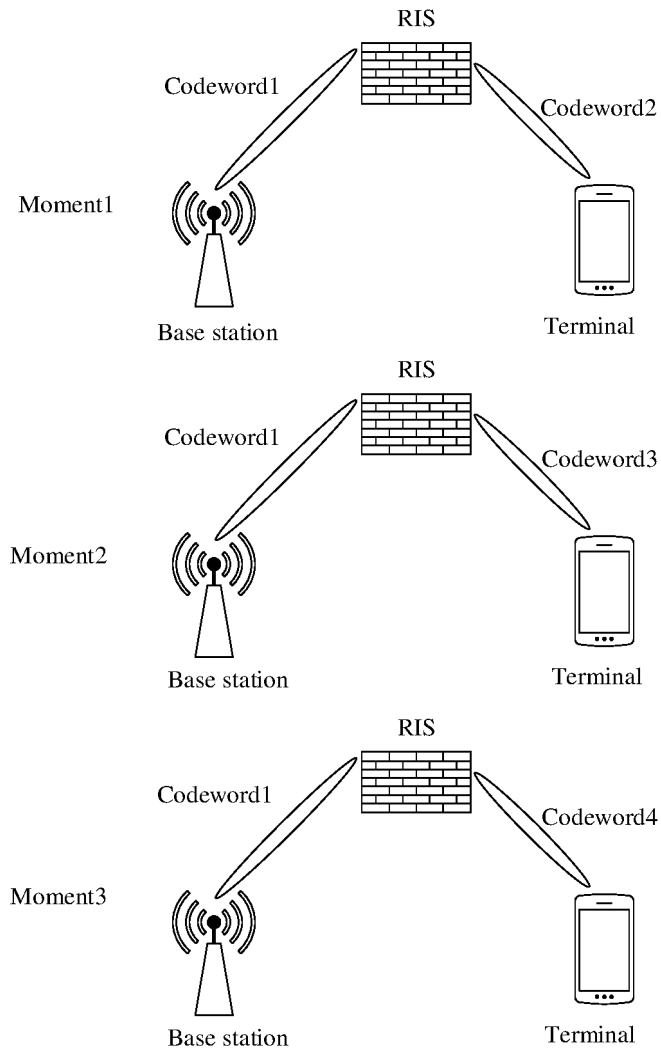 RIS
Codeword1
Codeword2
Moment1
Base station
Terminal
RIS
Codeword1
Codeword3
Moment2
Base station
Terminal
RIS
Codeword1
Codeword4
Moment3
Base station
Terminal